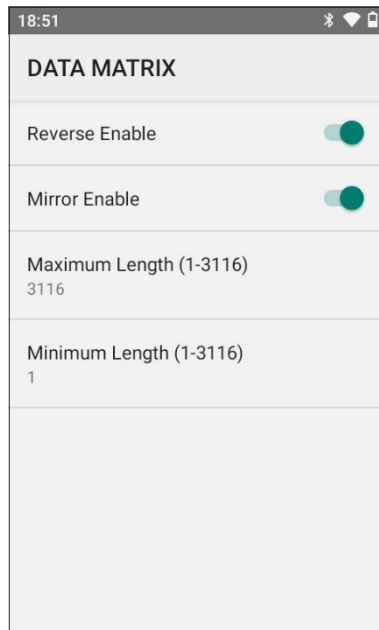 18:51
DATA MATRIX
Reverse Enable
Mirror Enable
Maximum Length (1-3116)
3116
Minimum Length (1-3116)
1